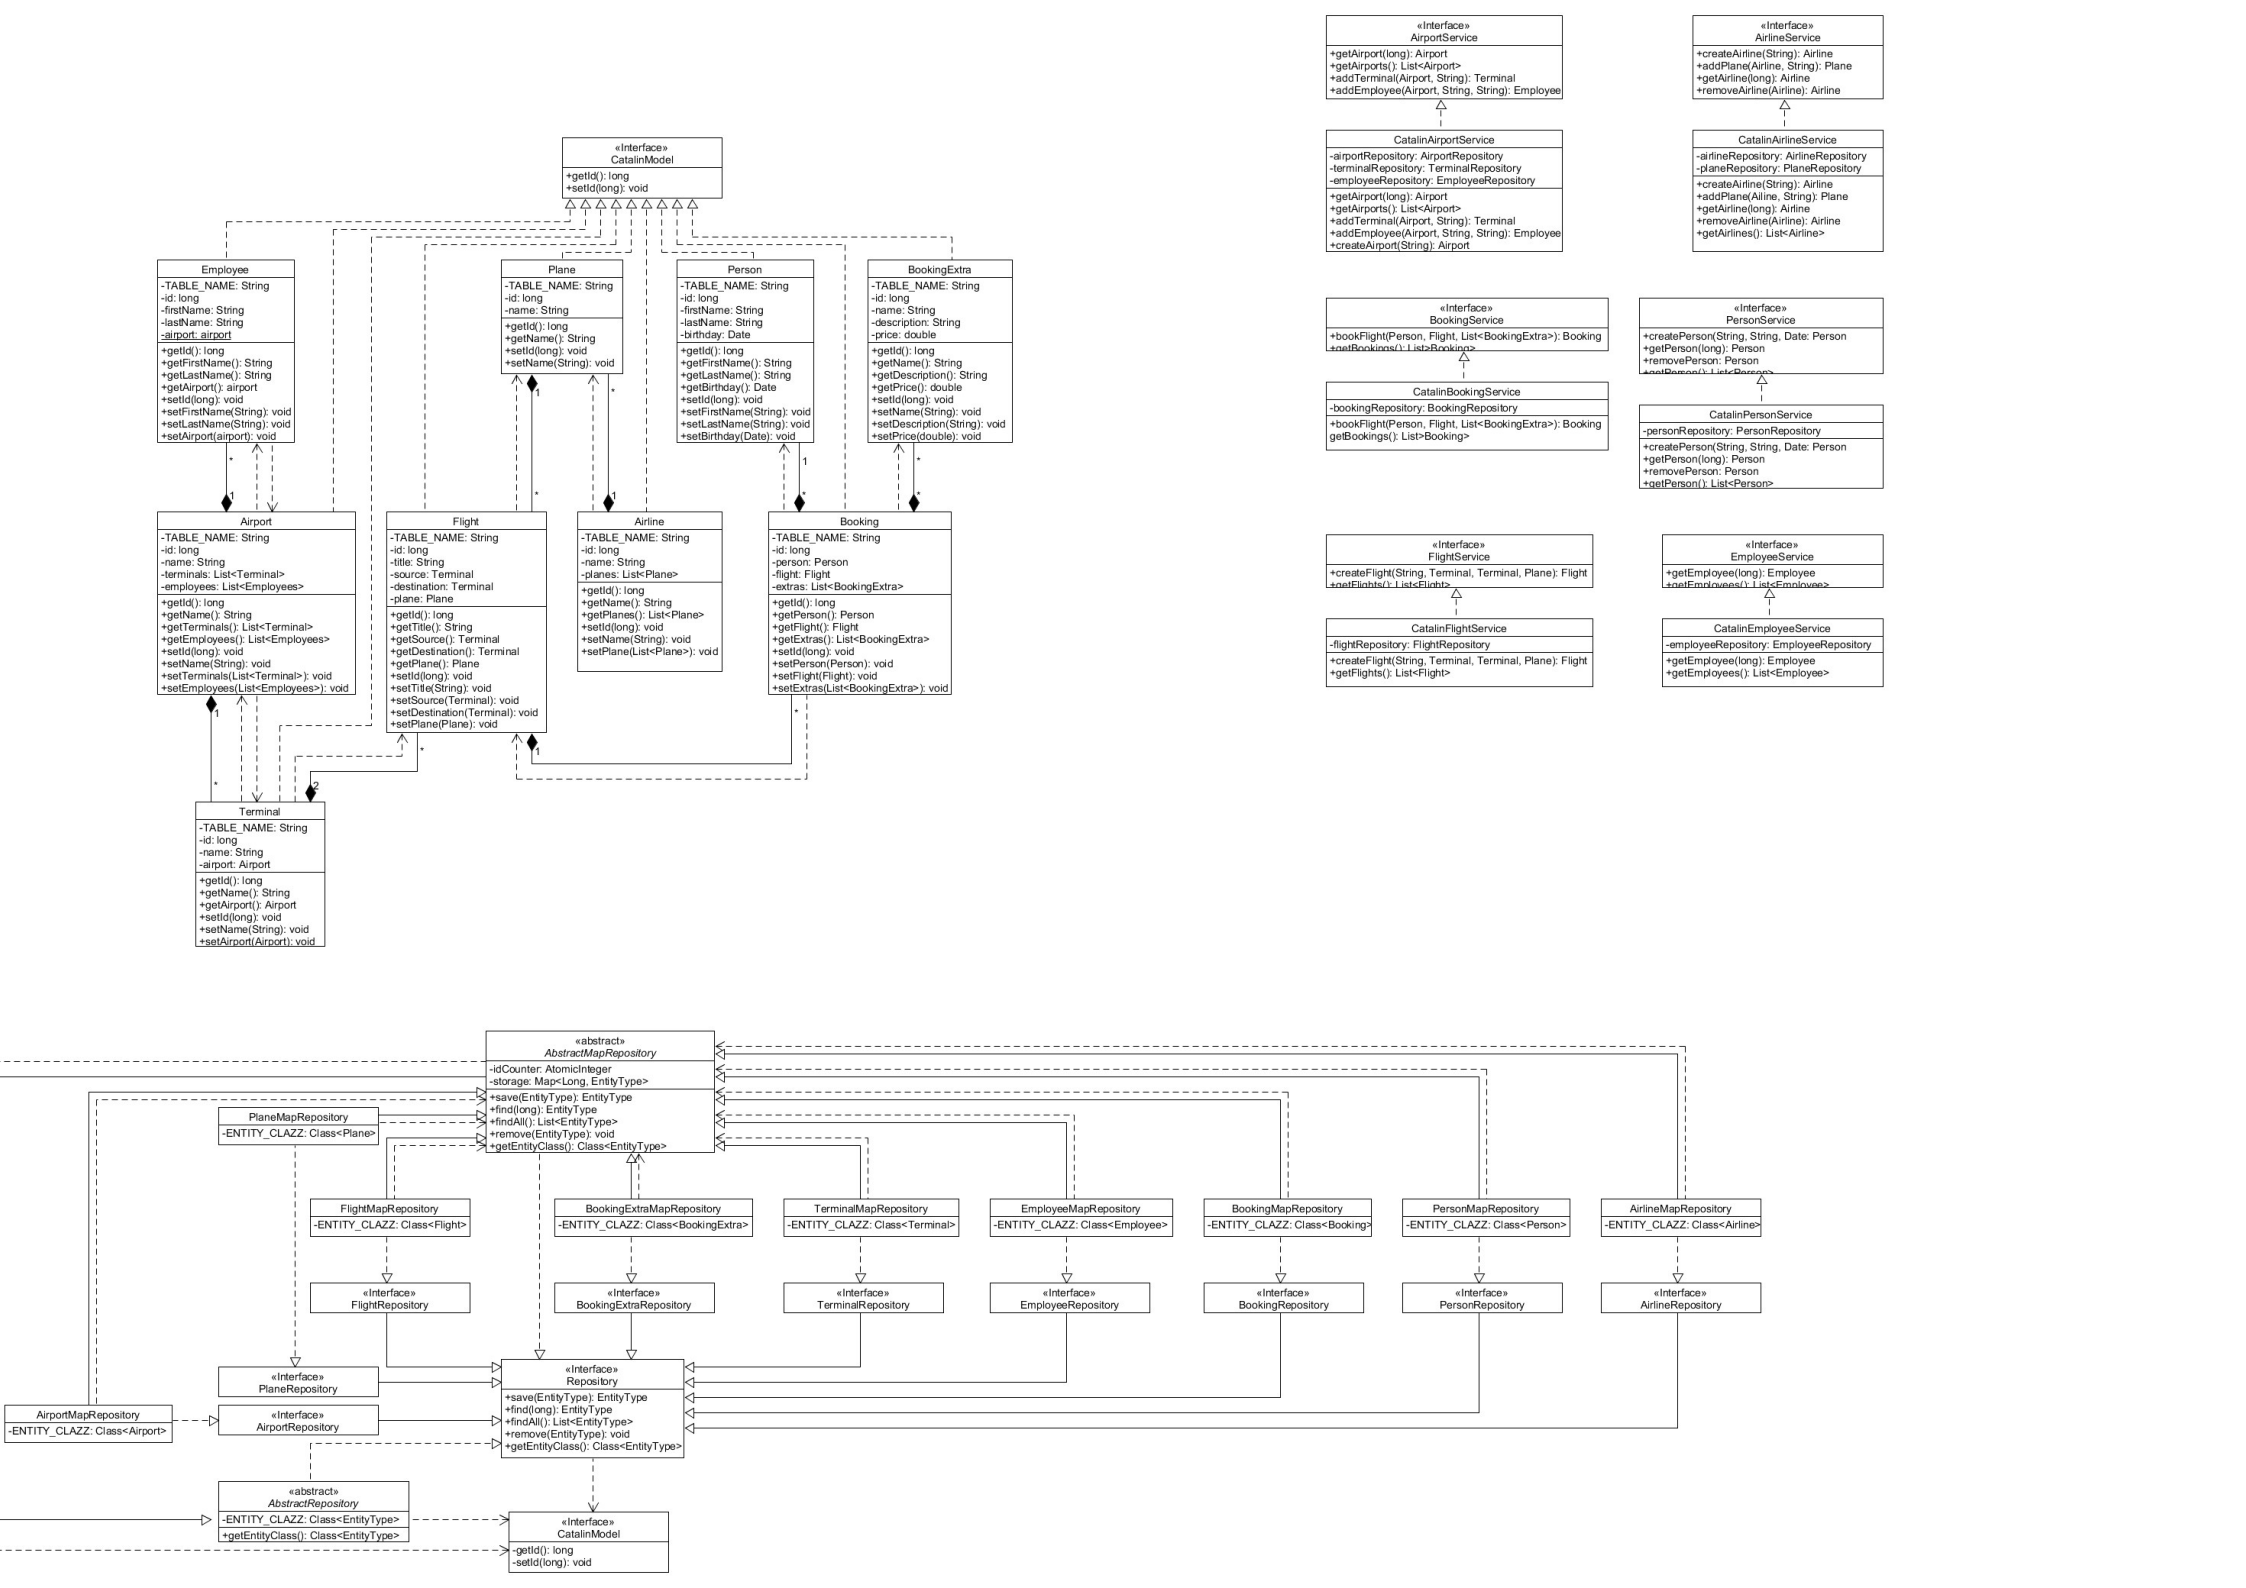 «Interface»
AirportService
+getAirport(long): Airport
+getAirports(): List<Airport>
+addTerminal(Airport, String): Terminal
+addEmployee(Airport, String, String): Employee
«Interface»
AirlineService
+createAirline(String): Airline
+addPlane(Airline, String): Plane
+getAirline(long): Airline
+removeAirline(Airline): Airline
CatalinAirportService
-airportRepository: AirportRepository
-terminalRepository: TerminalRepository
-employeeRepository: EmployeeRepository
+getAirport(long): Airport
+getAirports(): List<Airport>
+addTerminal(Airport, String): Terminal
+addEmployee(Airport, String, String): Employee
+createAirport(String): Airport
CatalinAirlineService
-airlineRepository: AirlineRepository
-planeRepository: PlaneRepository
+createAirline(String): Airline
+addPlane(Ailine, String): Plane
+getAirline(long): Airline
+removeAirline(Airline): Airline
+getAirlines(): List<Airline>
«Interface»
CatalinModel
+getId(): long
+setId(long): void
Employee
-TABLE_NAME: String
-id: long
-firstName: String
-lastName: String
-airport: airport
+getId(): long
+getFirstName(): String
+getLastName(): String
+getAirport(): airport
+setId(long): void
+setFirstName(String): void
+setLastName(String): void
+setAirport(airport): void
Plane
-TABLE_NAME: String
-id: long
-name: String
+getId(): long
+getName(): String
+setId(long): void
+setName(String): void
Person
-TABLE_NAME: String
-id: long
-firstName: String
-lastName: String
-birthday: Date
+getId(): long
+getFirstName(): String
+getLastName(): String
+getBirthday(): Date
+setId(long): void
+setFirstName(String): void
+setLastName(String): void
+setBirthday(Date): void
BookingExtra
-TABLE_NAME: String
-id: long
-name: String
-description: String
-price: double
+getId(): long
+getName(): String
+getDescription(): String
+getPrice(): double
+setId(long): void
+setName(String): void
+setDescription(String): void
+setPrice(double): void
«Interface»
BookingService
+bookFlight(Person, Flight, List<BookingExtra>): Booking
+getBookings(): List>Booking>
«Interface»
PersonService
+createPerson(String, String, Date: Person
+getPerson(long): Person
+removePerson: Person
+getPerson(): List<Person>
CatalinBookingService
-bookingRepository: BookingRepository
+bookFlight(Person, Flight, List<BookingExtra>): Booking
getBookings(): List>Booking>
CatalinPersonService
-personRepository: PersonRepository
+createPerson(String, String, Date: Person
+getPerson(long): Person
+removePerson: Person
+getPerson(): List<Person>
1
*
*
1
*
1
*
1
1
*
*
*
Airport
-TABLE_NAME: String
-id: long
-name: String
-terminals: List<Terminal>
-employees: List<Employees>
+getId(): long
+getName(): String
+getTerminals(): List<Terminal>
+getEmployees(): List<Employees>
+setId(long): void
+setName(String): void
+setTerminals(List<Terminal>): void
+setEmployees(List<Employees>): void
Flight
-TABLE_NAME: String
-id: long
-title: String
-source: Terminal
-destination: Terminal
-plane: Plane
+getId(): long
+getTitle(): String
+getSource(): Terminal
+getDestination(): Terminal
+getPlane(): Plane
+setId(long): void
+setTitle(String): void
+setSource(Terminal): void
+setDestination(Terminal): void
+setPlane(Plane): void
Airline
-TABLE_NAME: String
-id: long
-name: String
-planes: List<Plane>
+getId(): long
+getName(): String
+getPlanes(): List<Plane>
+setId(long): void
+setName(String): void
+setPlane(List<Plane>): void
Booking
-TABLE_NAME: String
-id: long
-person: Person
-flight: Flight
-extras: List<BookingExtra>
+getId(): long
+getPerson(): Person
+getFlight(): Flight
+getExtras(): List<BookingExtra>
+setId(long): void
+setPerson(Person): void
+setFlight(Flight): void
+setExtras(List<BookingExtra>): void
«Interface»
FlightService
+createFlight(String, Terminal, Terminal, Plane): Flight
+getFlights(): List<Flight>
«Interface»
EmployeeService
+getEmployee(long): Employee
+getEmployees(): List<Employee>
CatalinFlightService
-flightRepository: FlightRepository
+createFlight(String, Terminal, Terminal, Plane): Flight
+getFlights(): List<Flight>
CatalinEmployeeService
-employeeRepository: EmployeeRepository
+getEmployee(long): Employee
+getEmployees(): List<Employee>
1
*
*
1
*
2
Terminal
-TABLE_NAME: String
-id: long
-name: String
-airport: Airport
+getId(): long
+getName(): String
+getAirport(): Airport
+setId(long): void
+setName(String): void
+setAirport(Airport): void
«abstract»
AbstractMapRepository
-idCounter: AtomicInteger
-storage: Map<Long, EntityType>
+save(EntityType): EntityType
+find(long): EntityType
+findAll(): List<EntityType>
+remove(EntityType): void
+getEntityClass(): Class<EntityType>
PlaneMapRepository
-ENTITY_CLAZZ: Class<Plane>
FlightMapRepository
-ENTITY_CLAZZ: Class<Flight>
BookingExtraMapRepository
-ENTITY_CLAZZ: Class<BookingExtra>
TerminalMapRepository
-ENTITY_CLAZZ: Class<Terminal>
EmployeeMapRepository
-ENTITY_CLAZZ: Class<Employee>
BookingMapRepository
-ENTITY_CLAZZ: Class<Booking>
PersonMapRepository
-ENTITY_CLAZZ: Class<Person>
AirlineMapRepository
-ENTITY_CLAZZ: Class<Airline>
«Interface»
FlightRepository
«Interface»
BookingExtraRepository
«Interface»
TerminalRepository
«Interface»
EmployeeRepository
«Interface»
BookingRepository
«Interface»
PersonRepository
«Interface»
AirlineRepository
«Interface»
PlaneRepository
«Interface»
Repository
+save(EntityType): EntityType
+find(long): EntityType
+findAll(): List<EntityType>
+remove(EntityType): void
+getEntityClass(): Class<EntityType>
AirportMapRepository
-ENTITY_CLAZZ: Class<Airport>
«Interface»
AirportRepository
«abstract»
AbstractRepository
-ENTITY_CLAZZ: Class<EntityType>
+getEntityClass(): Class<EntityType>
«Interface»
CatalinModel
-getId(): long
-setId(long): void